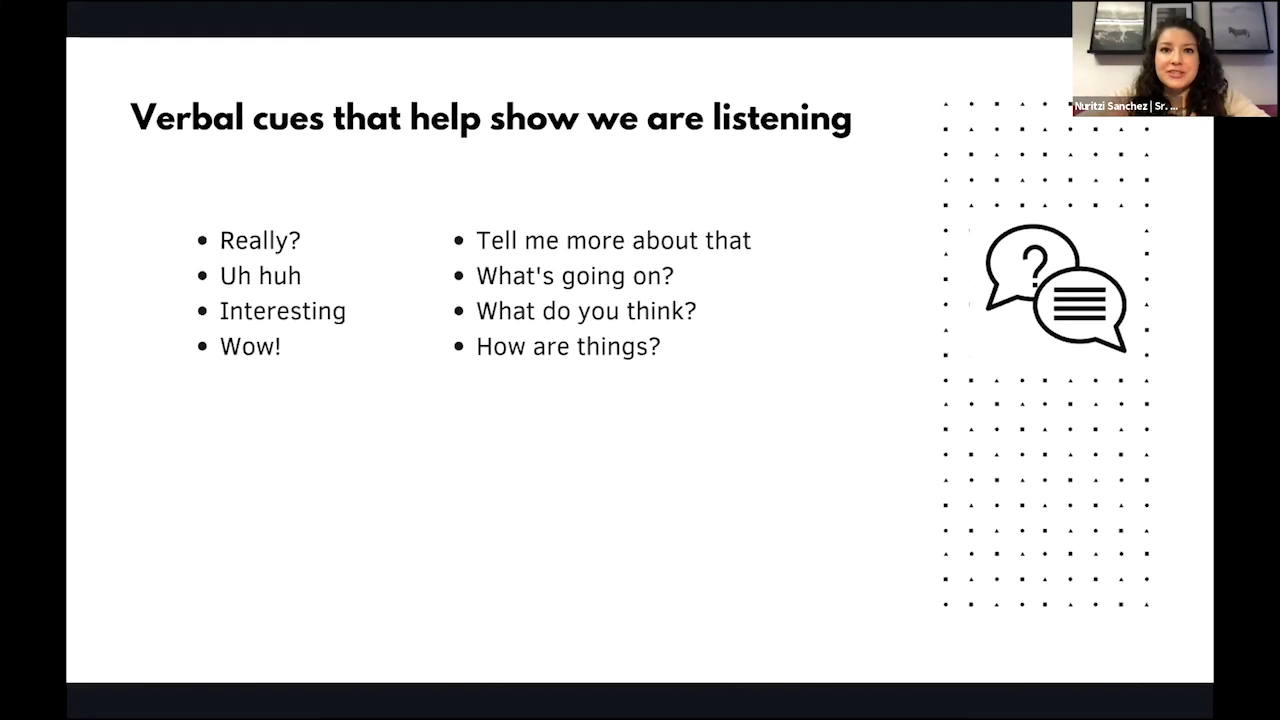 Verbal cues that help show we are listening
Really?
Uh huh
Interesting
Wow!
Tell me more about that
What's going on?
What do you think?
How are things?
?
Nuritzi Sanchez | Sr. ...